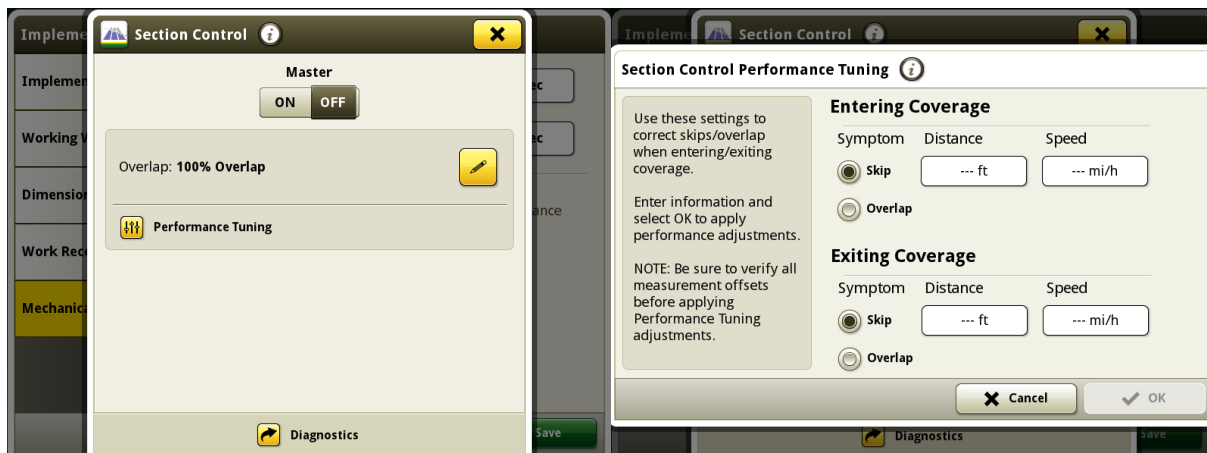 Impleme
Section Control
Master
ON OFF
Overlap: 100% Overlap
Performance Tuning
Diagnostics
Implemen
Working W
Dimension
Work Reco
Mechanica
ec
ec
ance
Save
Impleme
Section Control
Section Control Performance Tuning
Use these settings to
correct skips/overlap
when entering/exiting
coverage.
Enter information and
select OK to apply
performance adjustments.
NOTE: Be sure to verify all
measurement offsets
before applying
Performance Tuning
adjustments.
Entering Coverage
Symptom Distance Speed
Skip --- ft --- mi/h
Overlap
Exiting Coverage
Symptom Distance Speed
Skip --- ft --- mi/h
Overlap
Cancel OK
Diagnostics
Save